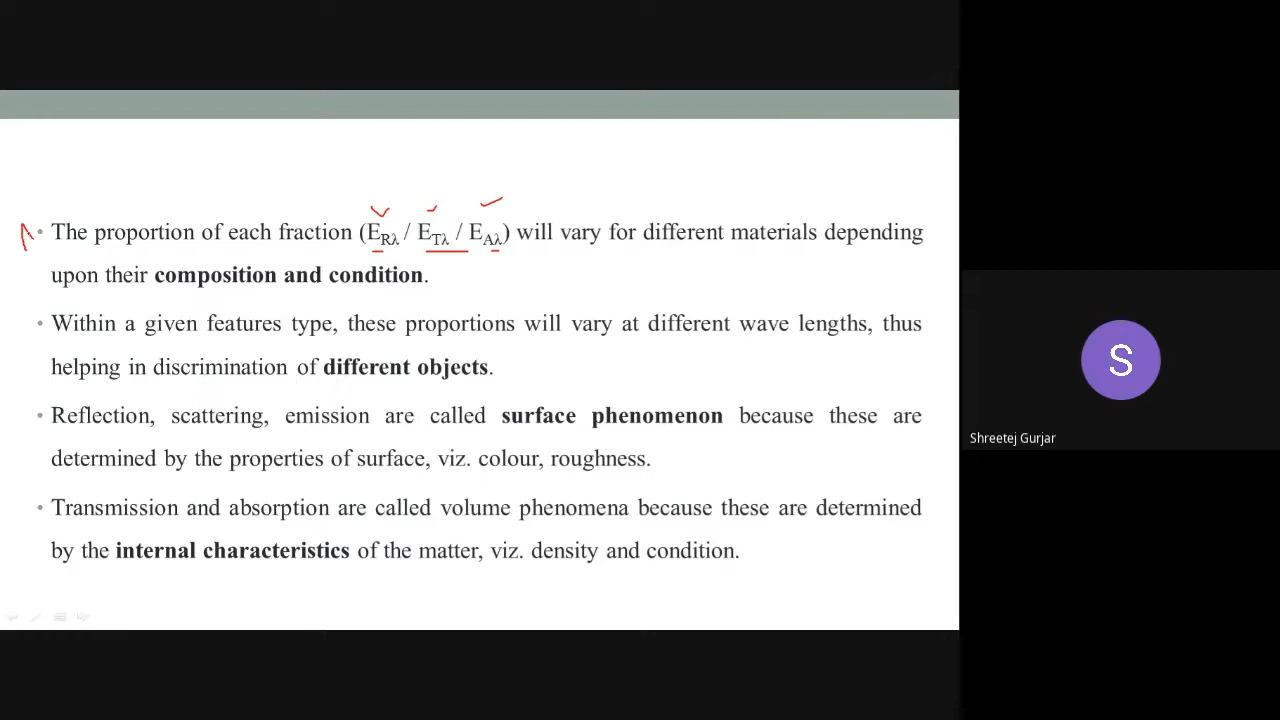 • The proportion of each fraction (E_Rλ / E_Tλ / E_Aλ) will vary for different materials depending
upon their composition and condition.
• Within a given features type, these proportions will vary at different wave lengths, thus
helping in discrimination of different objects.
• Reflection, scattering, emission are called surface phenomenon because these are
determined by the properties of surface, viz. colour, roughness.
• Transmission and absorption are called volume phenomena because these are determined
by the internal characteristics of the matter, viz. density and condition.
S
Shreetej Gurjar